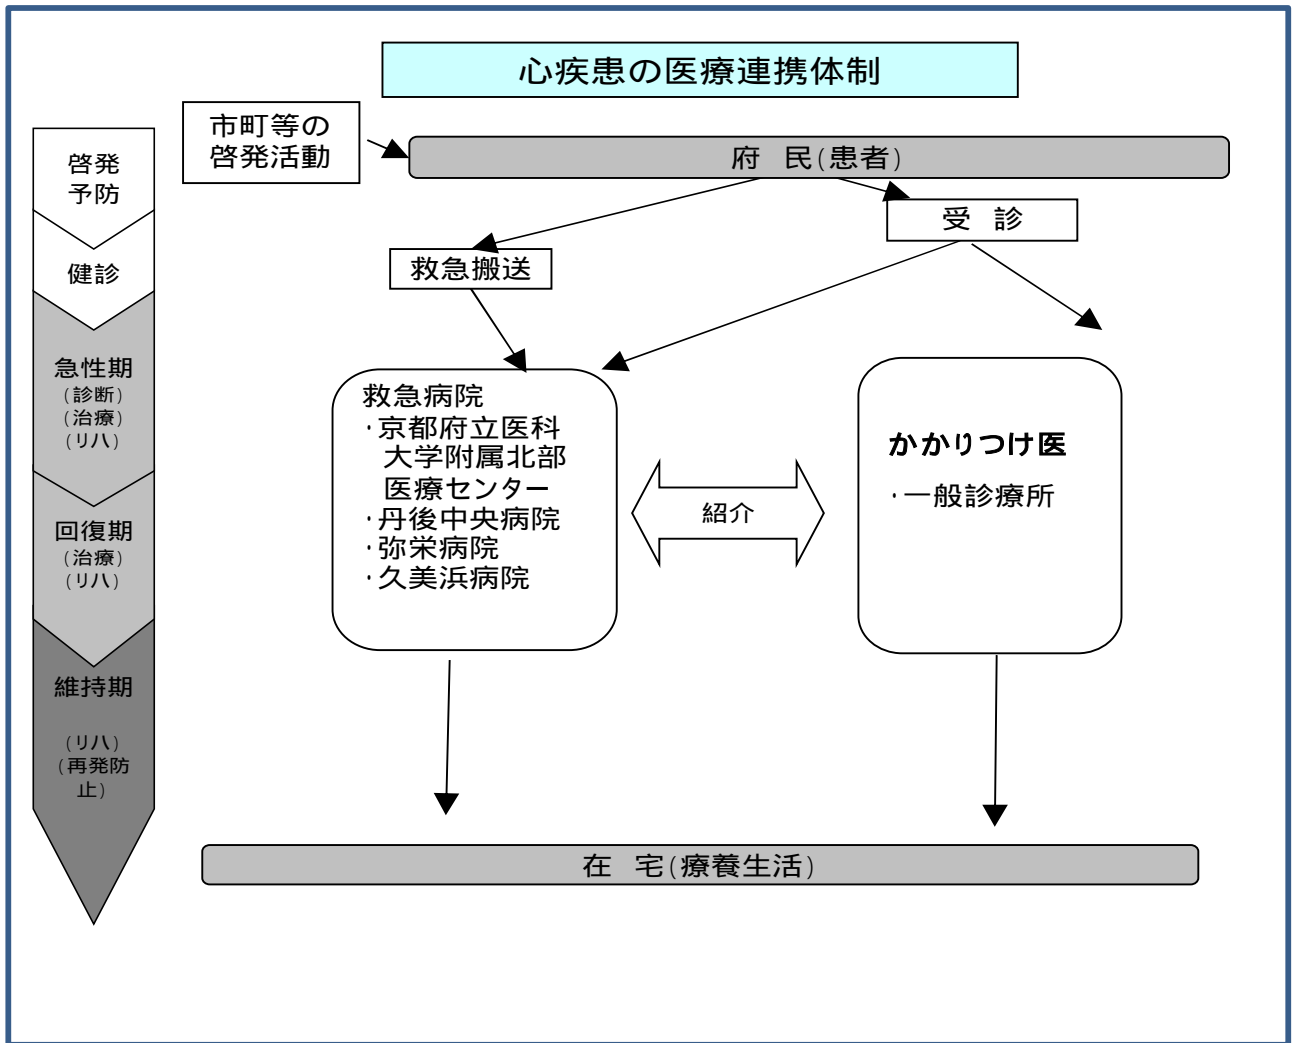 心疾患の医療連携体制
市町等の
啓発活動
府 民(患者)
受 診
救急搬送
啓発
予防
健診
急性期
(診断)
(治療)
(リハ)
回復期
(治療)
(リハ)
維持期
(リハ)
(再発防
止)
救急病院
・京都府立医科
大学附属北部
医療センター
・丹後中央病院
・弥栄病院
・久美浜病院
紹介
かかりつけ医
・一般診療所
在 宅(療養生活)